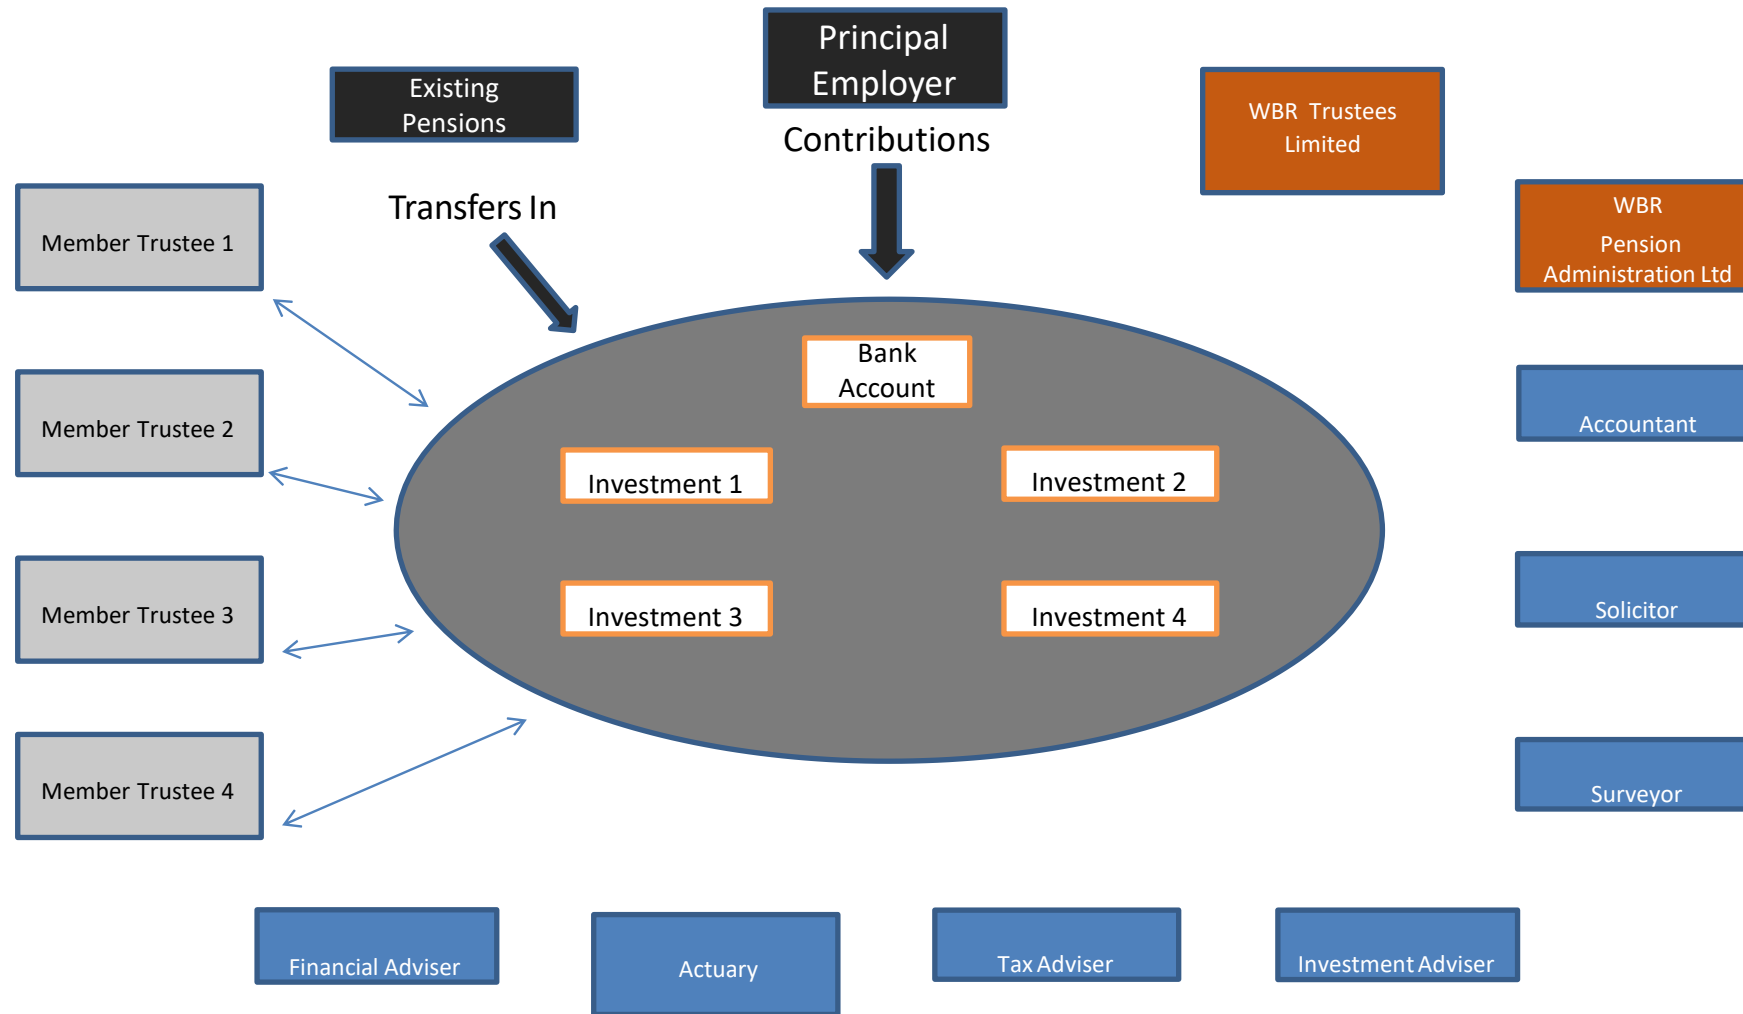 Principal
Employer
Existing
Pensions
Contributions
WBR Trustees
Limited
Transfers In
WBR
Pension
Administration Ltd
Member Trustee 1
Bank
Account
Member Trustee 2
Accountant
Investment 1
Investment 2
Member Trustee 3
Investment 3
Investment 4
Solicitor
Member Trustee 4
Surveyor
Financial Adviser
Actuary
Tax Adviser
Investment Adviser